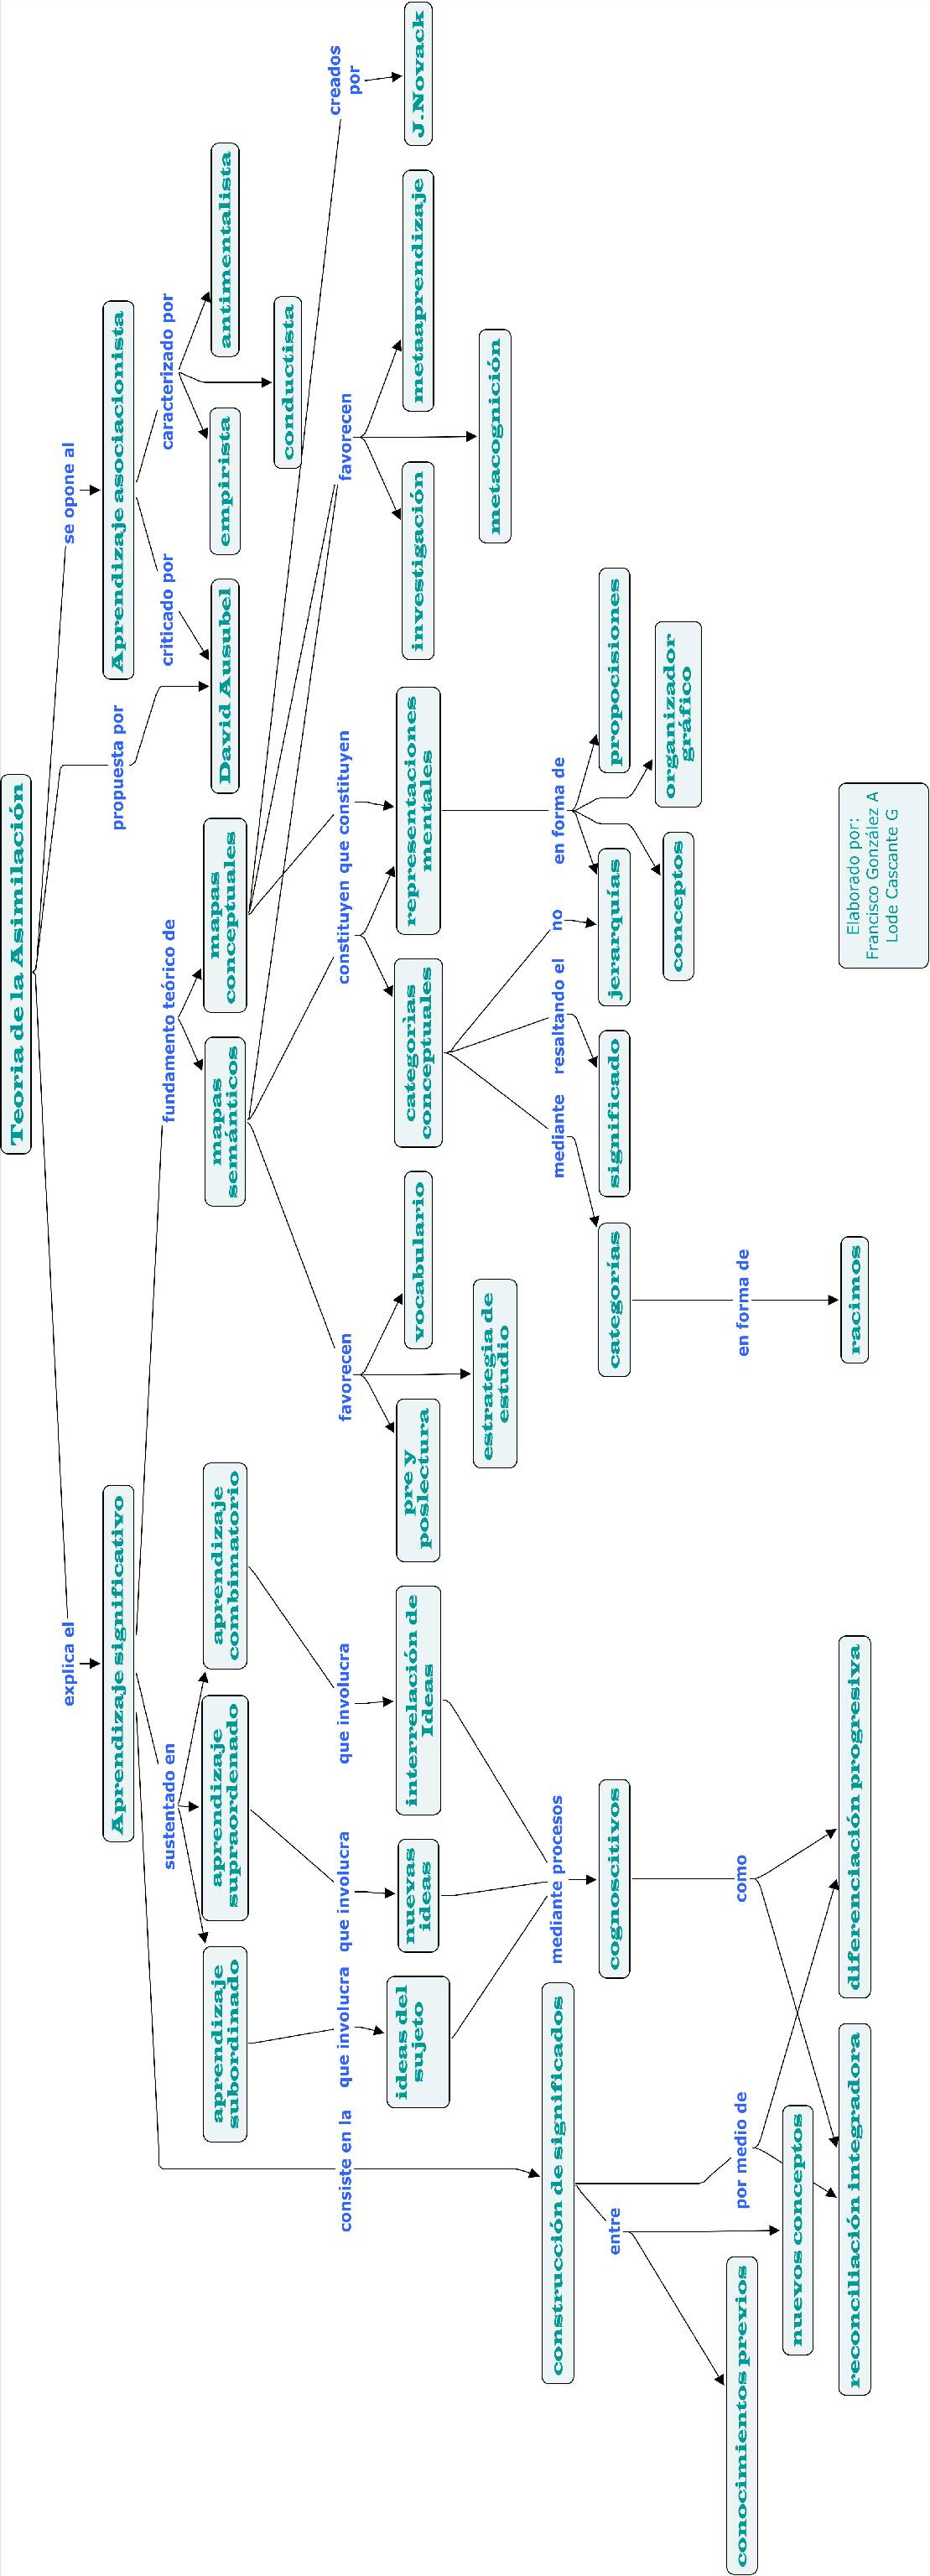 Teoria de la Asimilación
explica el
se opone al
propuesta por
Aprendizaje significativo
Aprendizaje asociacionista
sustentado en
fundamento teórico de
criticado por
caracterizado por
aprendizaje
subordinado
aprendizaje
supraordenado
aprendizaje
combimatorio
mapas
semánticos
mapas
conceptuales
David Ausubel
empirista
antimentalista
conductista
consiste en la
que involucra
que involucra
que involucra
favorecen
constituyen
que constituyen
favorecen
creados
por
ideas del
sujeto
nuevas
ideas
interrelación de
Ideas
pre y
poslectura
vocabulario
categorìas
conceptuales
representaciones
mentales
investigación
metaaprendizaje
J.Novack
estrategia de
estudio
metacognición
construcción de significados
mediante procesos
mediante
resaltando el
no
en forma de
entre
cognoscitivos
categorías
significado
jerarquías
propocisiones
conceptos
organizador
gráfico
conocimientos previos
por medio de
como
en forma de
nuevos conceptos
reconciliación integradora
diferenciación progresiva
racimos
Elaborado por:
Francisco González A
Lode Cascante G